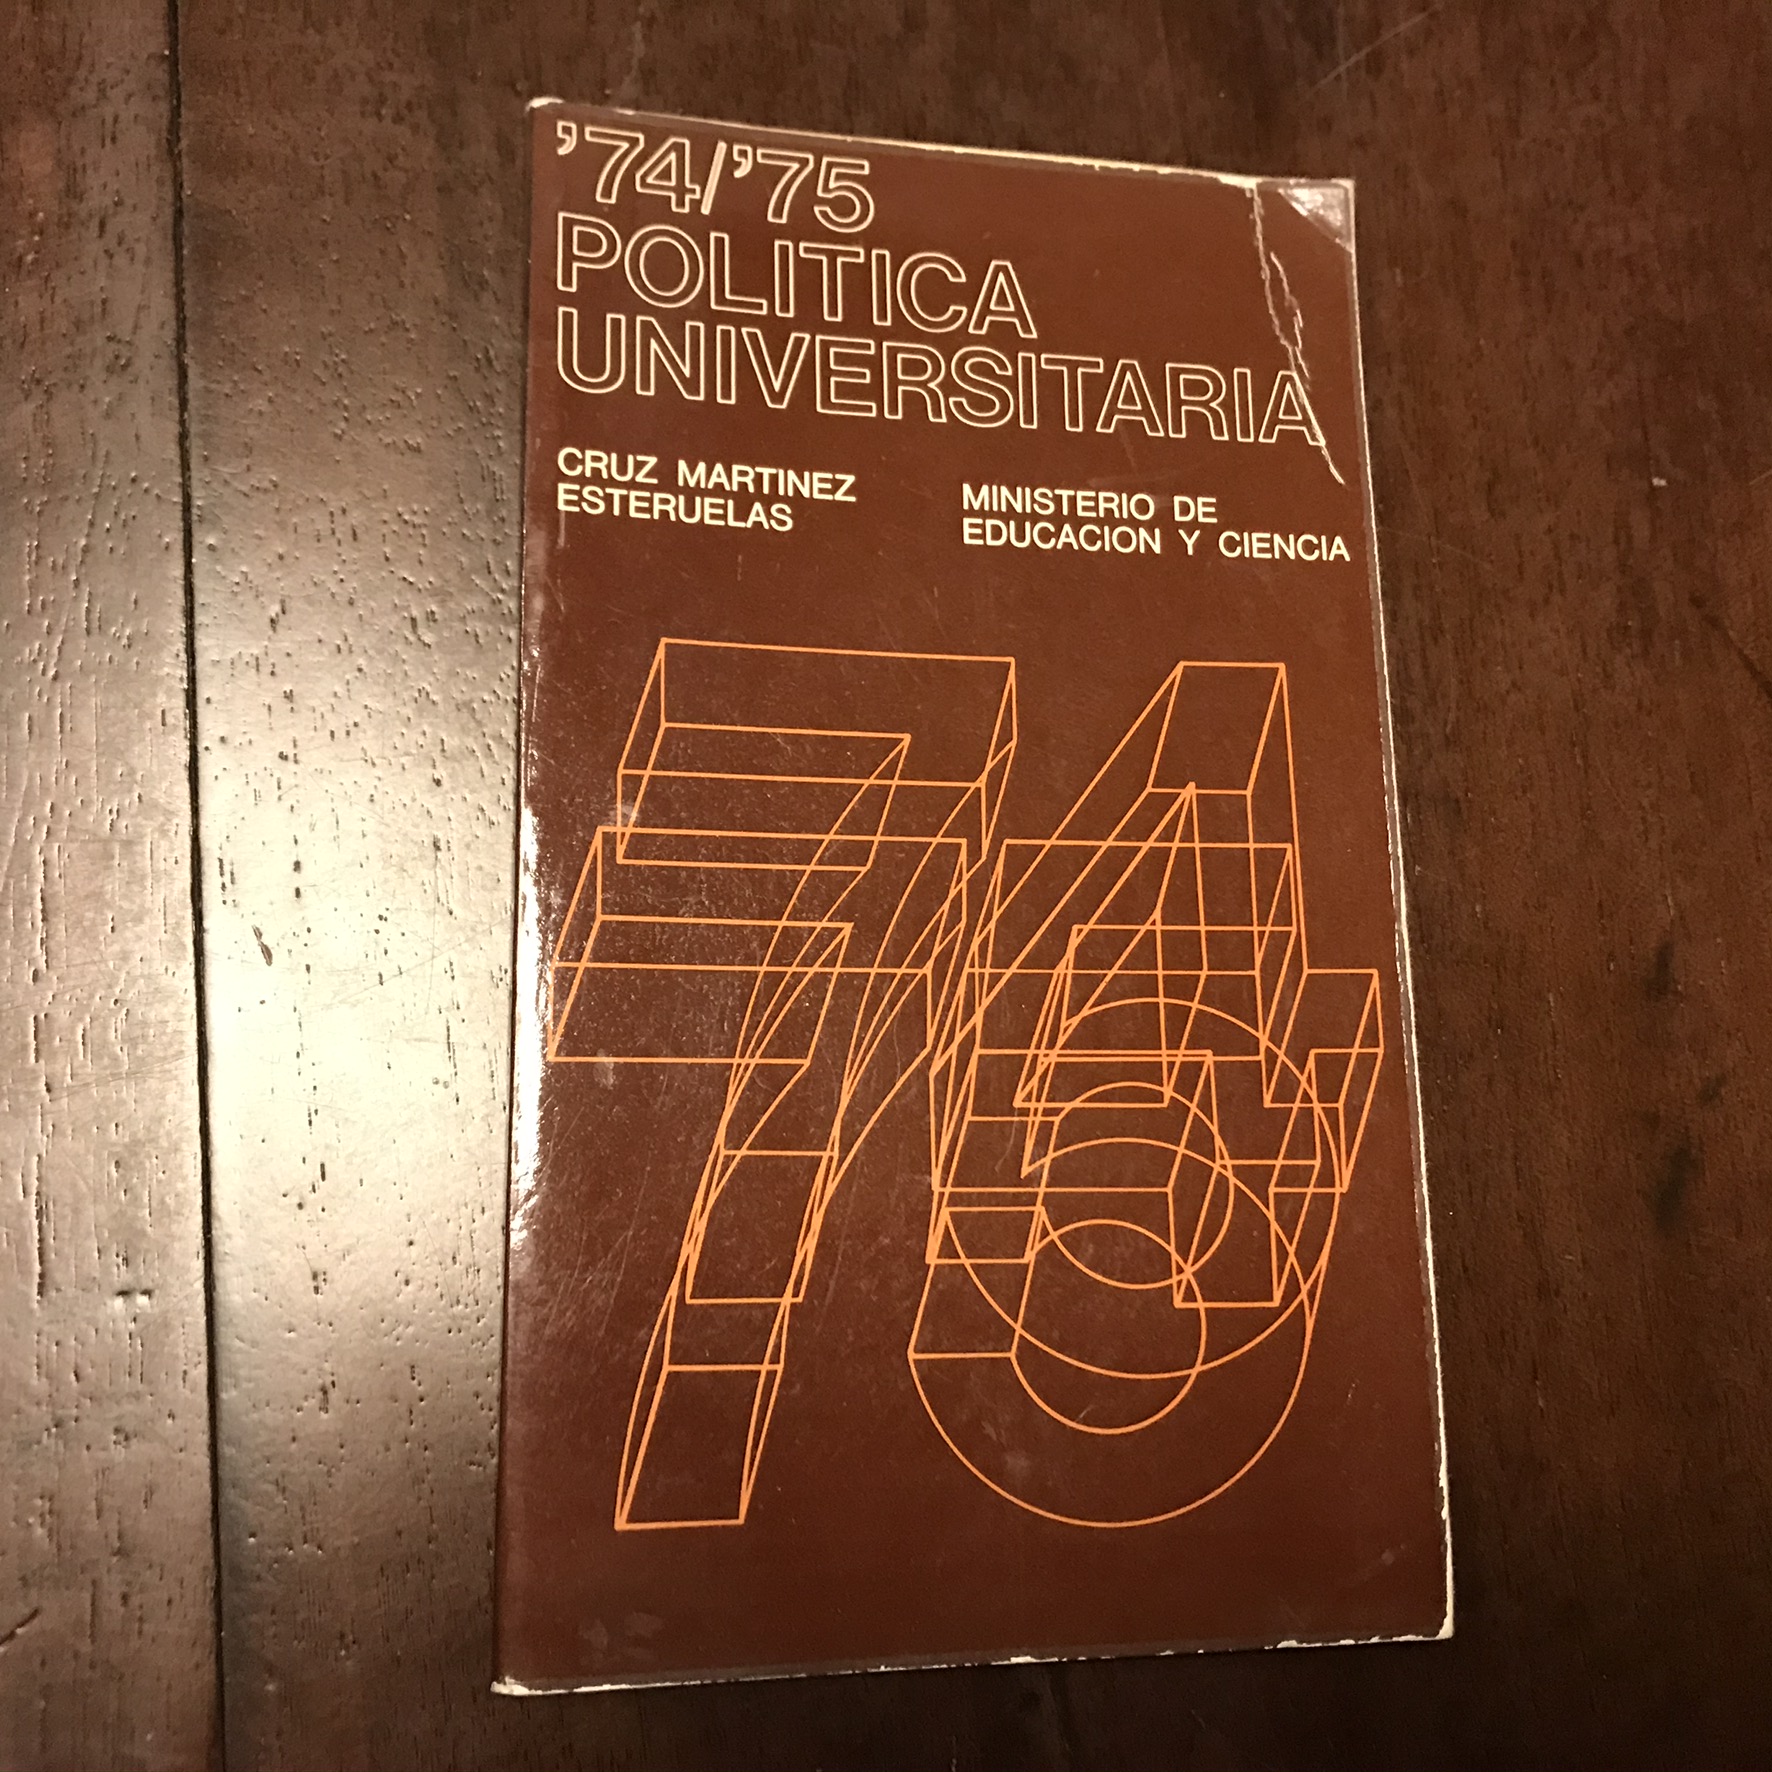 ’74/’75
POLITICA
UNIVERSITARIA
CRUZ MARTINEZ
ESTERUELAS
MINISTERIO DE
EDUCACION Y CIENCIA
74
75